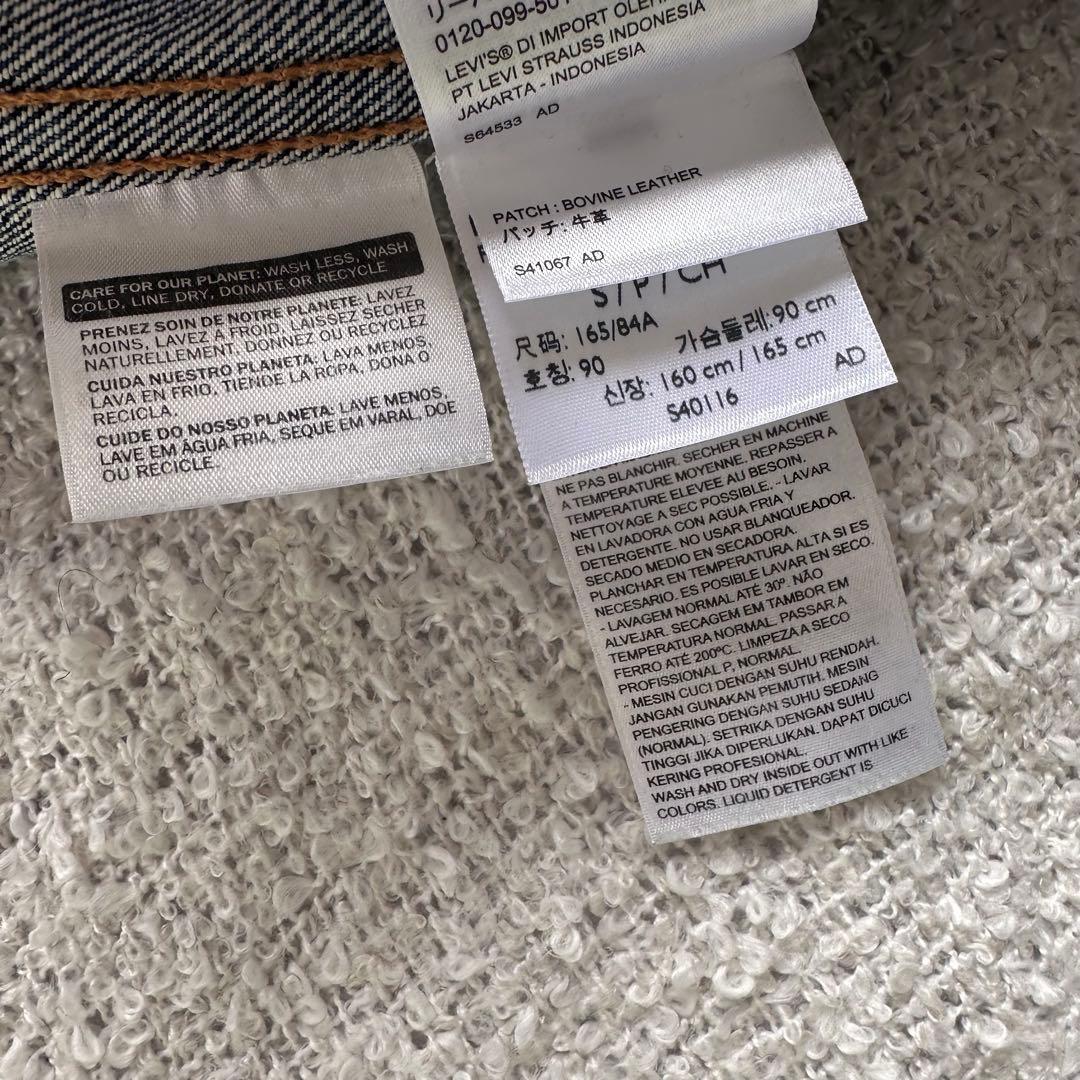 CARE FOR OUR PLANET: WASH LESS, WASH
COLD, LINE DRY, DONATE OR RECYCLE
PRENEZ SOIN DE NOTRE PLANETE: LAVEZ
MOINS, LAVEZ A FROID, LAISSEZ SÉCHER
NATURELLEMENT, DONNEZ OU RECYCLEZ
CUIDA NUESTRO PLANETA: LAVA MENOS,
LAVA EN FRIO, TIENDE LA ROPA, DONA O
RECICLA.
CUIDE DO NOSSO PLANETA: LAVE MENOS,
LAVE EM ÁGUA FRIA, SEQUE EM VARAL, DOE
OU RECICLE.
0120-099-501
LEVI'S® DI IMPORT OLEH
PT LEVI STRAUSS INDONESIA
JAKARTA - INDONESIA
S64533 AD
PATCH : BOVINE LEATHER
パッチ: 牛革
S41067 AD
S / P / CH
尺码: 165/84A
가슴둘레: 90 cm
호칭: 90
신장: 160 cm / 165 cm
S40116
AD
NE PAS BLANCHIR. SECHER EN MACHINE
A TEMPERATURE MOYENNE. REPASSER A
TEMPERATURE ELEVEE AU BESOIN.
NETTOYAGE A SEC POSSIBLE. - LAVAR
EN LAVADORA CON AGUA FRIA Y
DETERGENTE. NO USAR BLANQUEADOR.
SECADO MEDIO EN SECADORA.
PLANCHAR EN TEMPERATURA ALTA SI ES
NECESARIO. ES POSIBLE LAVAR EN SECO.
- LAVAGEM NORMAL ATÉ 30º. NÃO
ALVEJAR. SECAGEM EM TAMBOR EM
TEMPERATURA NORMAL. PASSAR A
FERRO ATÉ 200ºC. LIMPEZA A SECO
PROFISSIONAL P, NORMAL.
- MESIN CUCI DENGAN SUHU RENDAH.
JANGAN GUNAKAN PEMUTIH. MESIN
PENGERING DENGAN SUHU SEDANG
(NORMAL). SETRIKA DENGAN SUHU
TINGGI JIKA DIPERLUKAN. DAPAT DICUCI
KERING PROFESIONAL.
WASH AND DRY INSIDE OUT WITH LIKE
COLORS. LIQUID DETERGENT IS